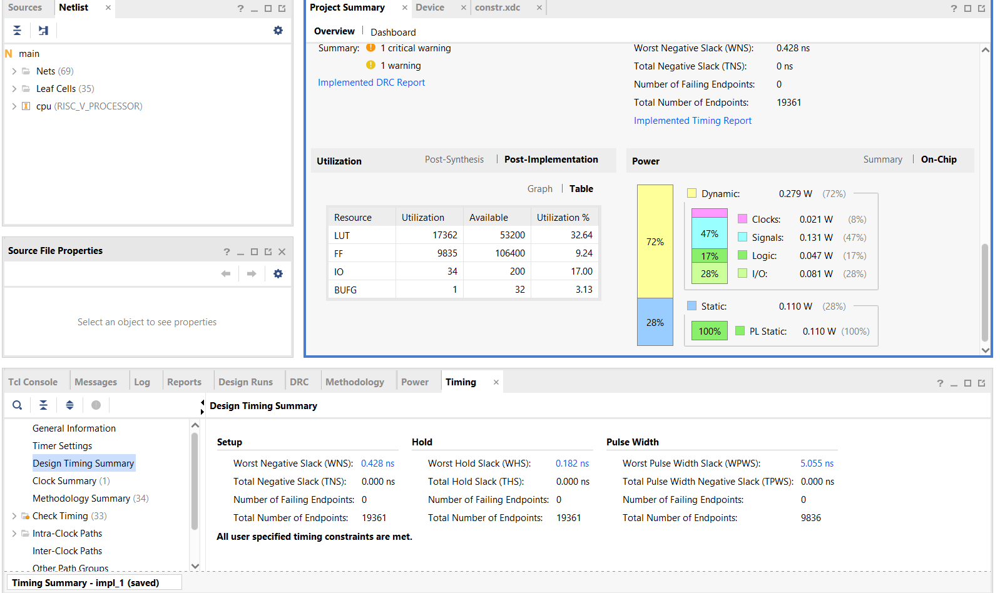 Sources
Netlist
main
Nets (69)
Leaf Cells (35)
cpu (RISC_V_PROCESSOR)
Source File Properties
Select an object to see properties
Project Summary
Device
constr.xdc
Overview
Dashboard
Summary: 1 critical warning
1 warning
Implemented DRC Report
Worst Negative Slack (WNS): 0.428 ns
Total Negative Slack (TNS): 0 ns
Number of Failing Endpoints: 0
Total Number of Endpoints: 19361
Implemented Timing Report
Utilization
Post-Synthesis
Post-Implementation
Graph
Table
Resource Utilization Available Utilization %
LUT 17362 53200 32.64
FF 9835 106400 9.24
IO 34 200 17.00
BUFG 1 32 3.13
Power
Summary
On-Chip
72%
28%
Dynamic: 0.279 W (72%)
47%
17%
28%
Clocks: 0.021 W (8%)
Signals: 0.131 W (47%)
Logic: 0.047 W (17%)
I/O: 0.081 W (28%)
Static: 0.110 W (28%)
100%
PL Static: 0.110 W (100%)
Tcl Console
Messages
Log
Reports
Design Runs
DRC
Methodology
Power
Timing
Design Timing Summary
General Information
Timer Settings
Design Timing Summary
Clock Summary (1)
Methodology Summary (34)
Check Timing (33)
Intra-Clock Paths
Inter-Clock Paths
Other Path Groups
Setup
Worst Negative Slack (WNS): 0.428 ns
Total Negative Slack (TNS): 0.000 ns
Number of Failing Endpoints: 0
Total Number of Endpoints: 19361
Hold
Worst Hold Slack (WHS): 0.182 ns
Total Hold Slack (THS): 0.000 ns
Number of Failing Endpoints: 0
Total Number of Endpoints: 19361
Pulse Width
Worst Pulse Width Slack (WPWS): 5.055 ns
Total Pulse Width Negative Slack (TPWS): 0.000 ns
Number of Failing Endpoints: 0
Total Number of Endpoints: 9836
All user specified timing constraints are met.
Timing Summary - impl_1 (saved)